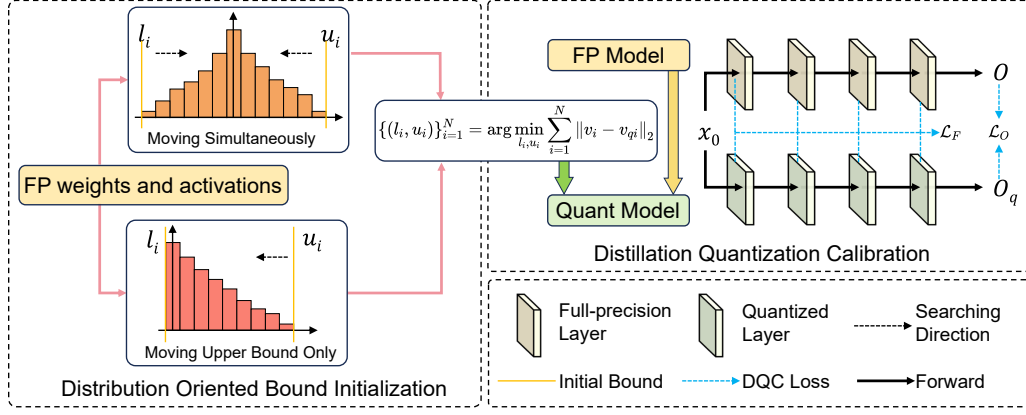 l_i
u_i
Moving Simultaneously
FP weights and activations
l_i
u_i
Moving Upper Bound Only
Distribution Oriented Bound Initialization
{(l_i, u_i)}_{i=1}^N = arg min_{l_i,u_i} \sum_{i=1}^N ||v_i − v_{qi}||_2
FP Model
Quant Model
x_0
O
L_F
L_O
O_q
Distillation Quantization Calibration
Full-precision
Layer
Quantized
Layer
Searching
Direction
Initial Bound
DQC Loss
Forward